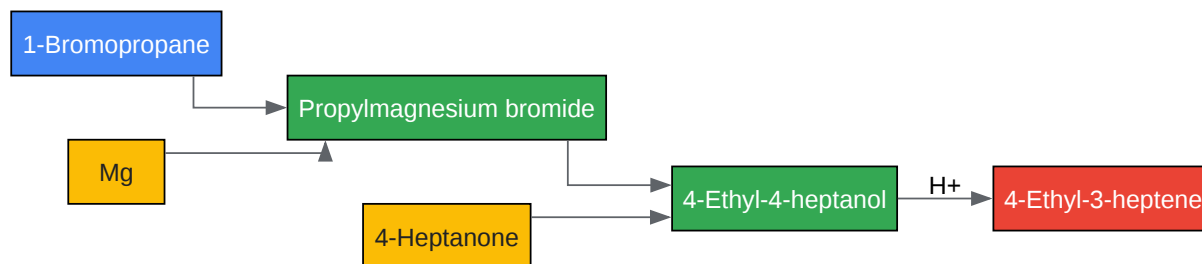 1-Bromopropane
Propylmagnesium bromide
Mg
4-Ethyl-4-heptanol
H+
4-Ethyl-3-heptene
4-Heptanone